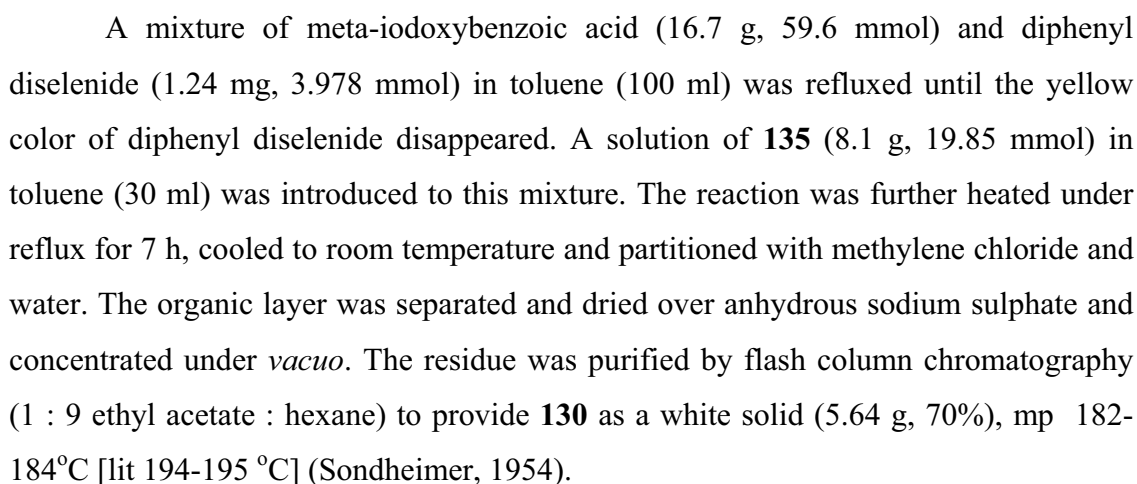 A mixture of meta-iodoxybenzoic acid (16.7 g, 59.6 mmol) and diphenyl
diselenide (1.24 mg, 3.978 mmol) in toluene (100 ml) was refluxed until the yellow
color of diphenyl diselenide disappeared. A solution of 135 (8.1 g, 19.85 mmol) in
toluene (30 ml) was introduced to this mixture. The reaction was further heated under
reflux for 7 h, cooled to room temperature and partitioned with methylene chloride and
water. The organic layer was separated and dried over anhydrous sodium sulphate and
concentrated under vacuo. The residue was purified by flash column chromatography
(1 : 9 ethyl acetate : hexane) to provide 130 as a white solid (5.64 g, 70%), mp 182-
184°C [lit 194-195 °C] (Sondheimer, 1954).